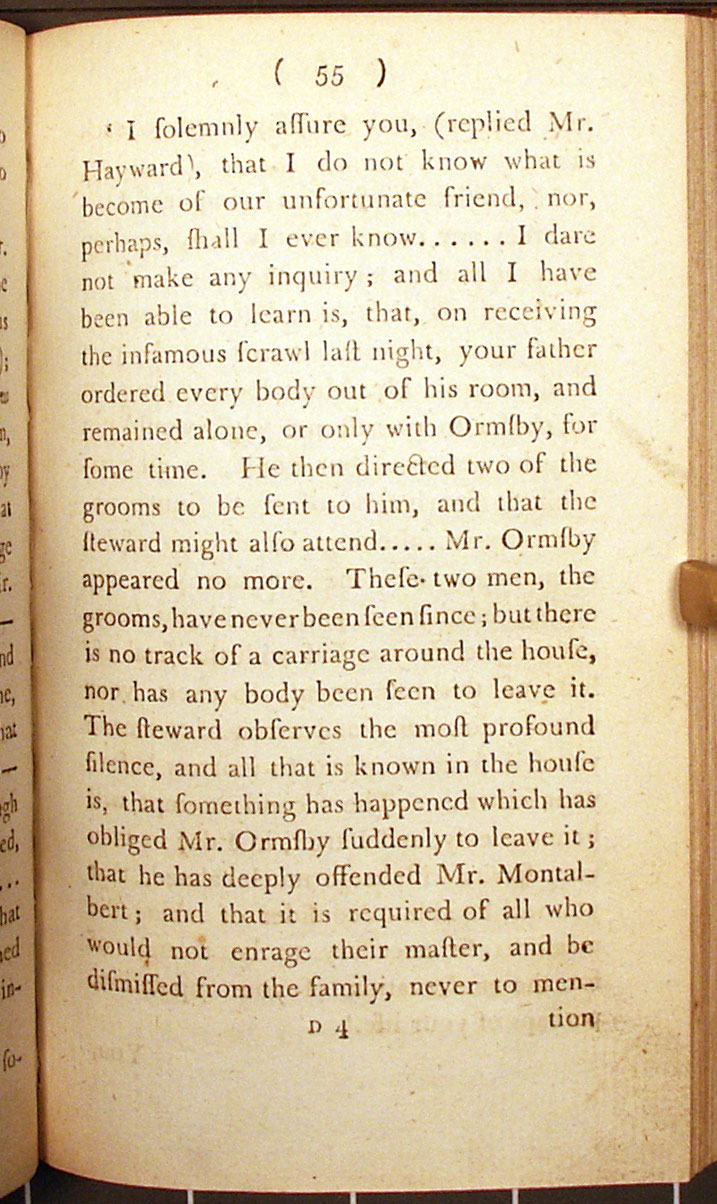 ( 55 )
‘ I ſolemnly aſſure you, (replied Mr.
Hayward), that I do not know what is
become of our unfortunate friend, nor,
perhaps, ſhall I ever know...... I dare
not make any inquiry ; and all I have
been able to learn is, that, on receiving
the infamous ſcrawl laſt night, your father
ordered every body out of his room, and
remained alone, or only with Ormſby, for
ſome time. He then directed two of the
grooms to be ſent to him, and that the
ſteward might alſo attend..... Mr. Ormſby
appeared no more. Theſe two men, the
grooms, have never been ſeen ſince ; but there
is no track of a carriage around the houſe,
nor has any body been ſeen to leave it.
The ſteward obſerves the moſt profound
ſilence, and all that is known in the houſe
is, that ſomething has happened which has
obliged Mr. Ormſby ſuddenly to leave it ;
that he has deeply offended Mr. Montal-
bert ; and that it is required of all who
would not enrage their maſter, and be
diſmiſſed from the family, never to men-
D 4 tion